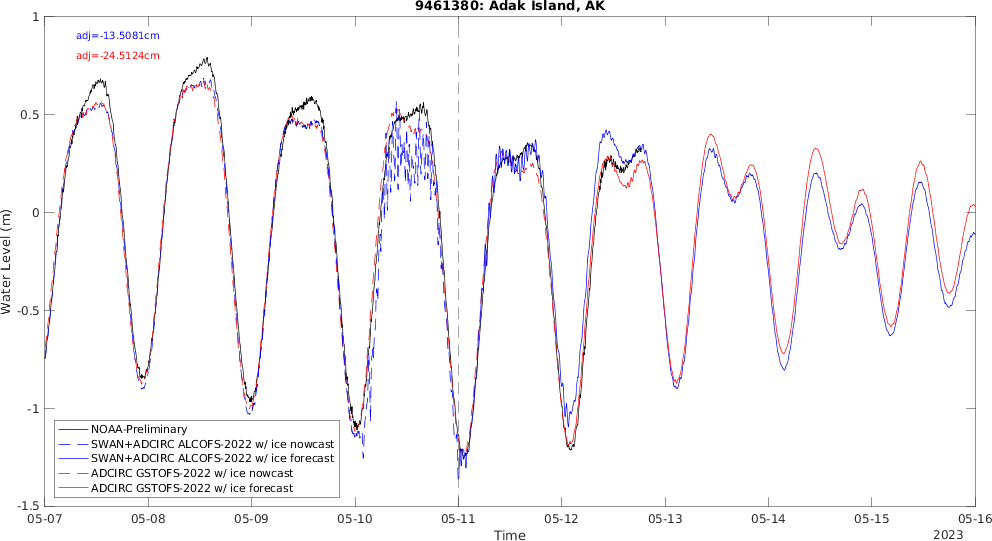 9461380: Adak Island, AK
adj=-13.5081cm
adj=-24.5124cm
Water Level (m)
1
0.5
0
-0.5
-1
-1.5
NOAA-Preliminary
SWAN+ADCIRC ALCOFS-2022 w/ ice nowcast
SWAN+ADCIRC ALCOFS-2022 w/ ice forecast
ADCIRC GSTOFS-2022 w/ ice nowcast
ADCIRC GSTOFS-2022 w/ ice forecast
05-07 05-08 05-09 05-10 05-11 05-12 05-13 05-14 05-15 05-16
Time
2023